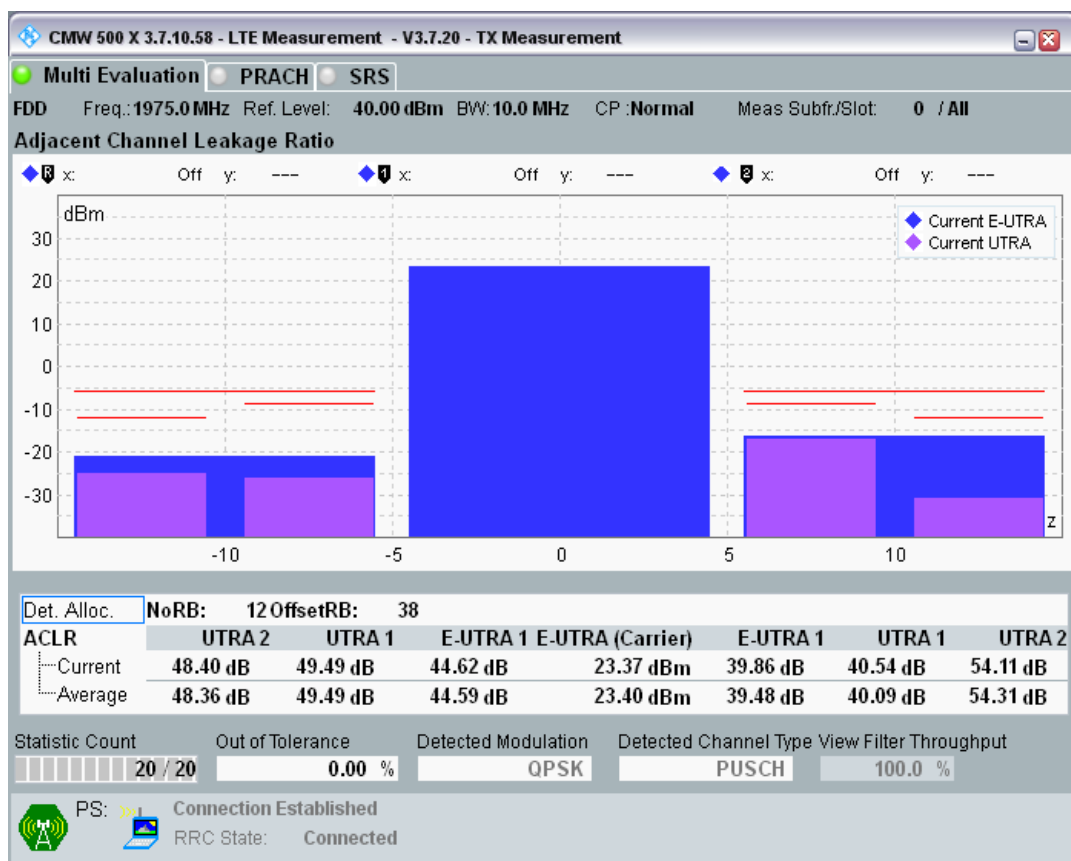 CMW 500 X 3.7.10.58 - LTE Measurement - V3.7.20 - TX Measurement
Multi Evaluation PRACH SRS
FDD Freq.: 1975.0 MHz Ref. Level: 40.00 dBm BW: 10.0 MHz CP : Normal Meas Subfr./Slot: 0 / All
Adjacent Channel Leakage Ratio
R x: Off y: --- 1 x: Off y: --- 2 x: Off y: ---
dBm
Current E-UTRA
Current UTRA
30
20
10
0
-10
-20
-30
z
-10 -5 0 5 10
Det. Alloc. NoRB: 12 OffsetRB: 38
ACLR UTRA 2 UTRA 1 E-UTRA 1 E-UTRA (Carrier) E-UTRA 1 UTRA 1 UTRA 2
Current 48.40 dB 49.49 dB 44.62 dB 23.37 dBm 39.86 dB 40.54 dB 54.11 dB
Average 48.36 dB 49.49 dB 44.59 dB 23.40 dBm 39.48 dB 40.09 dB 54.31 dB
Statistic Count Out of Tolerance Detected Modulation Detected Channel Type View Filter Throughput
20 / 20 0.00 % QPSK PUSCH 100.0 %
PS: Connection Established
RRC State: Connected